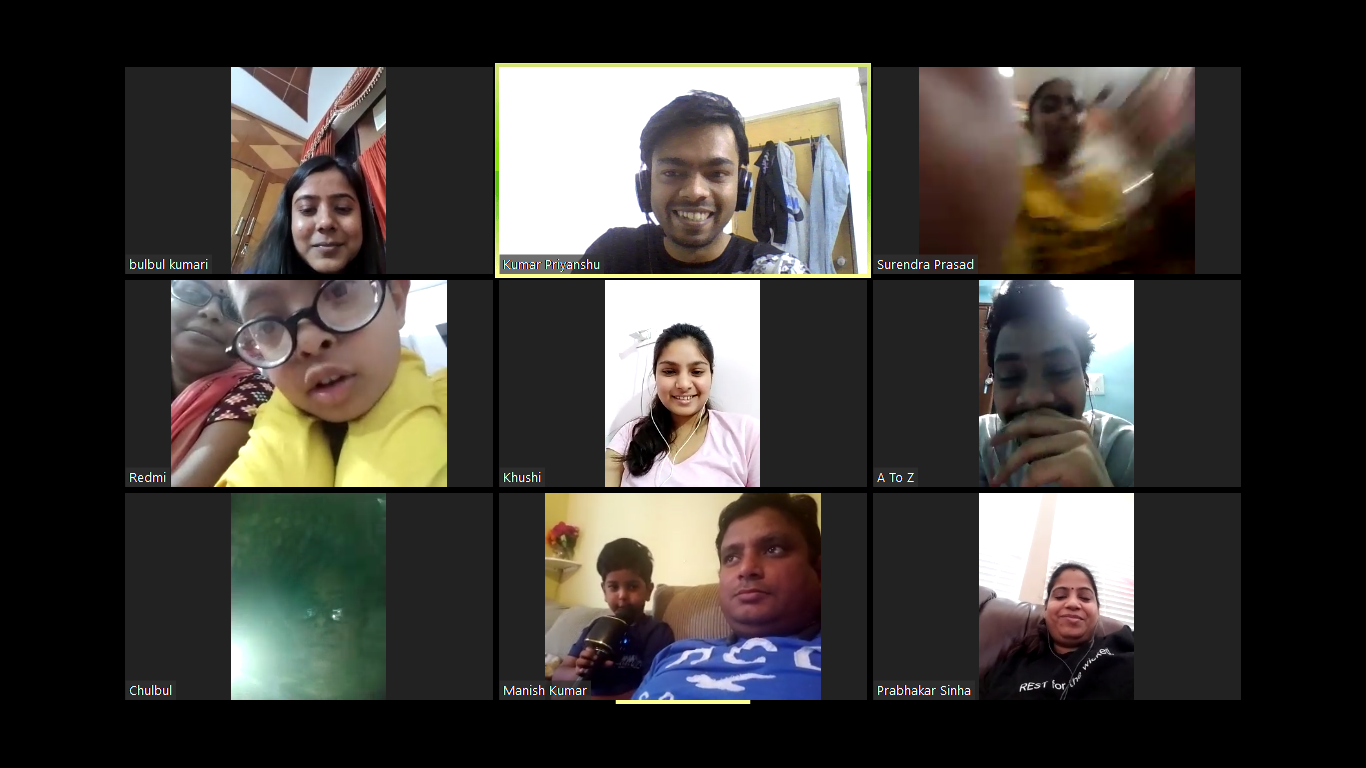 bulbul kumari
Kumar Priyanshu
Surendra Prasad
Redmi
Khushi
A To Z
Chulbul
Manish Kumar
Prabhakar Sinha
REST for the wicked